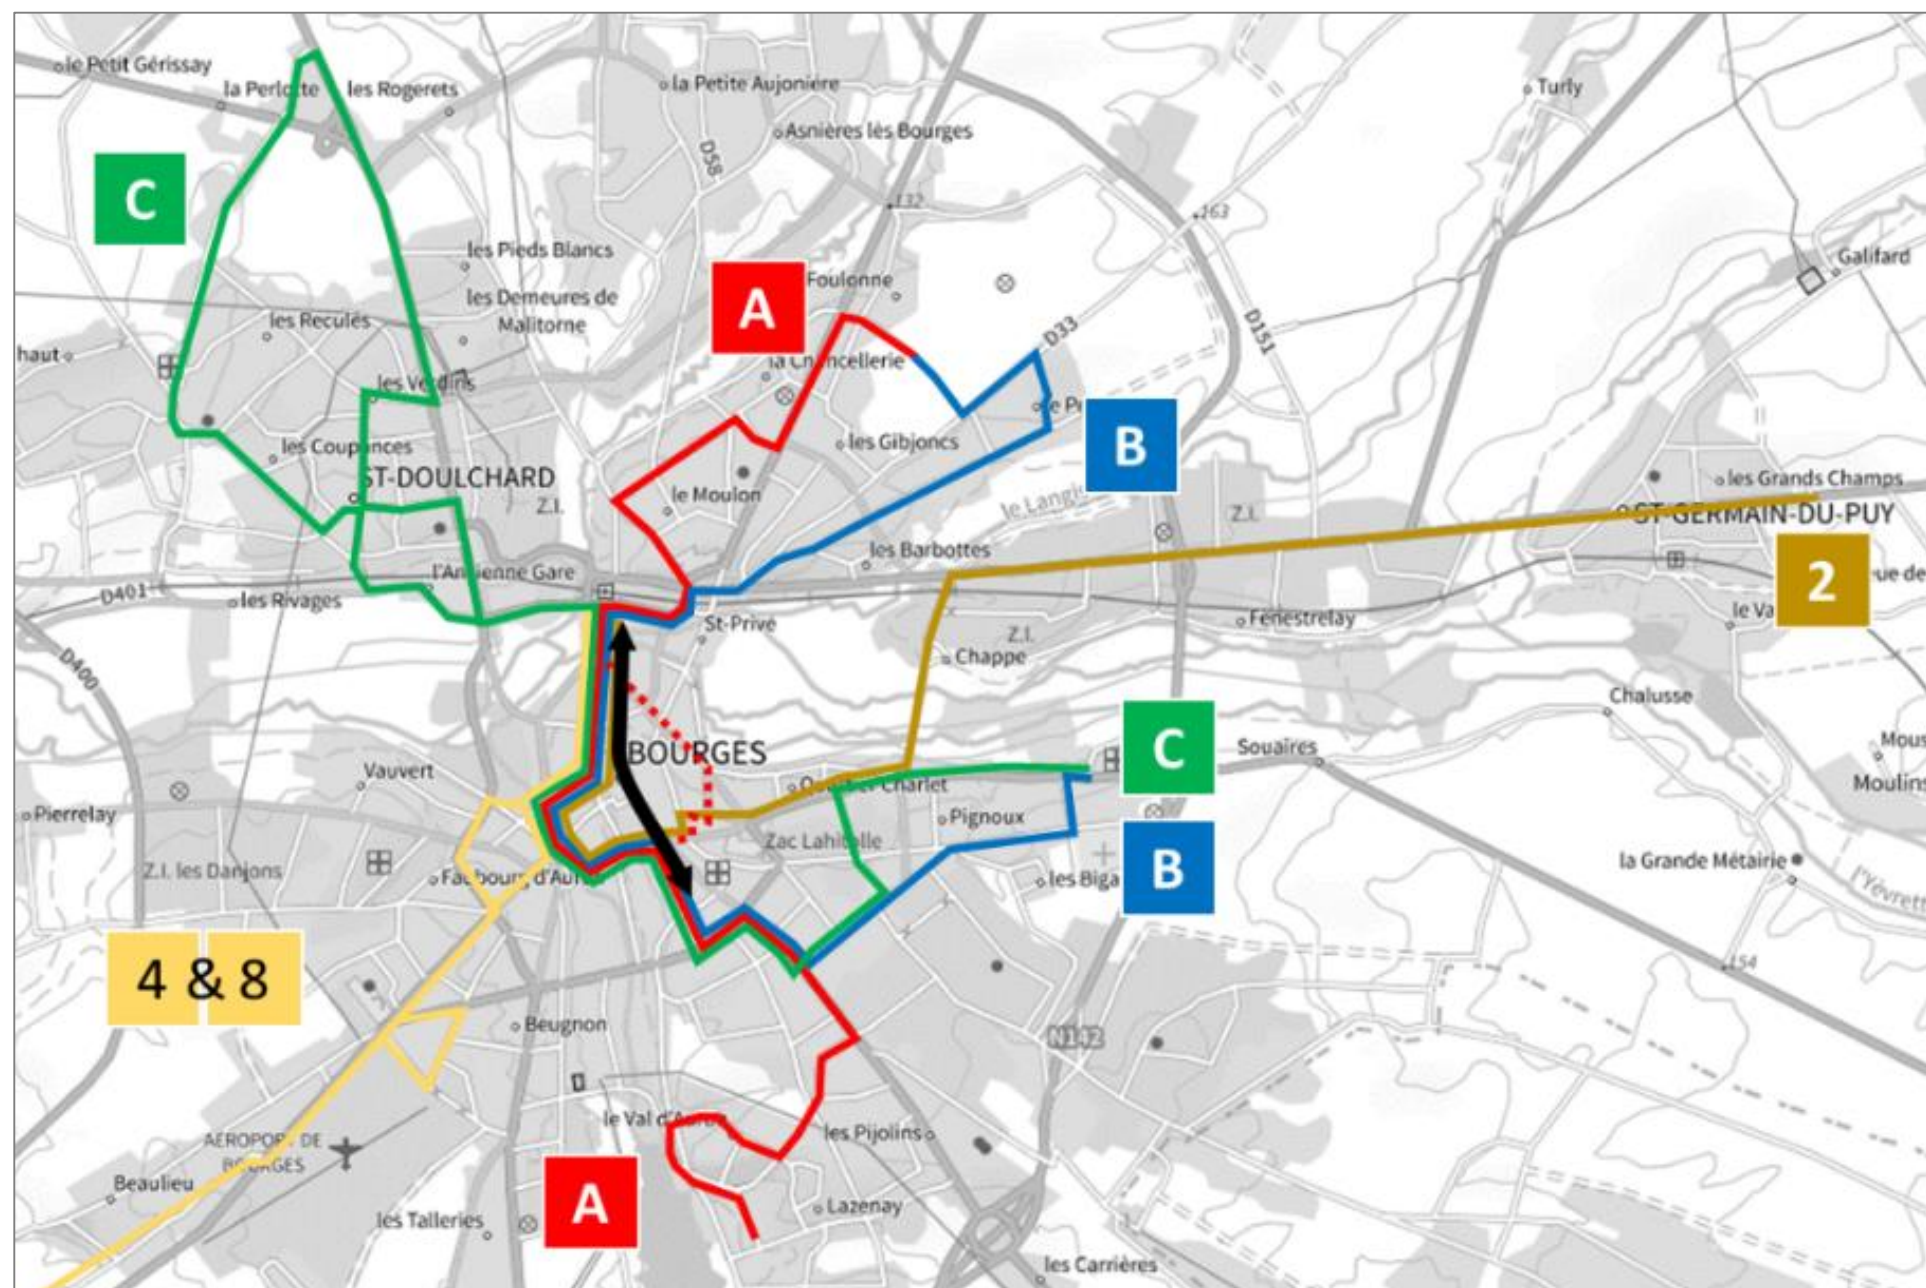 le Petit Gérissay
la Perlotte
les Rogerets
la Petite Aujonière
Asnières lès Bourges
Turly
D58
C
132
163
les Pieds Blancs
Galifard
les Demeures de
Malitorne
A
Foulonne
les Reculés
D33
D151
haut
la Chancellerie
les Verdins
B
les Coupances
les Gibjoncs
ST-DOULCHARD
les Grands Champs
le Moulon
Z.I.
Z.I.
ST-GERMAIN-DU-PUY
les Barbottes
l'Ancienne Gare
2
D401
les Rivages
St-Privé
Fenestrelay
Z.I.
Chappe
D400
Chalusse
BOURGES
C
Souaires
Vauvert
Moulins
Pierrelay
Pignoux
Zac Lahitolle
Z.I. les Danjons
B
la Grande Métairie
4 & 8
154
Beugnon
N142
le Val d'Auron
les Pijolins
AEROPORT DE
BOURGES
Beaulieu
A
Lazenay
les Talleries
les Carrières